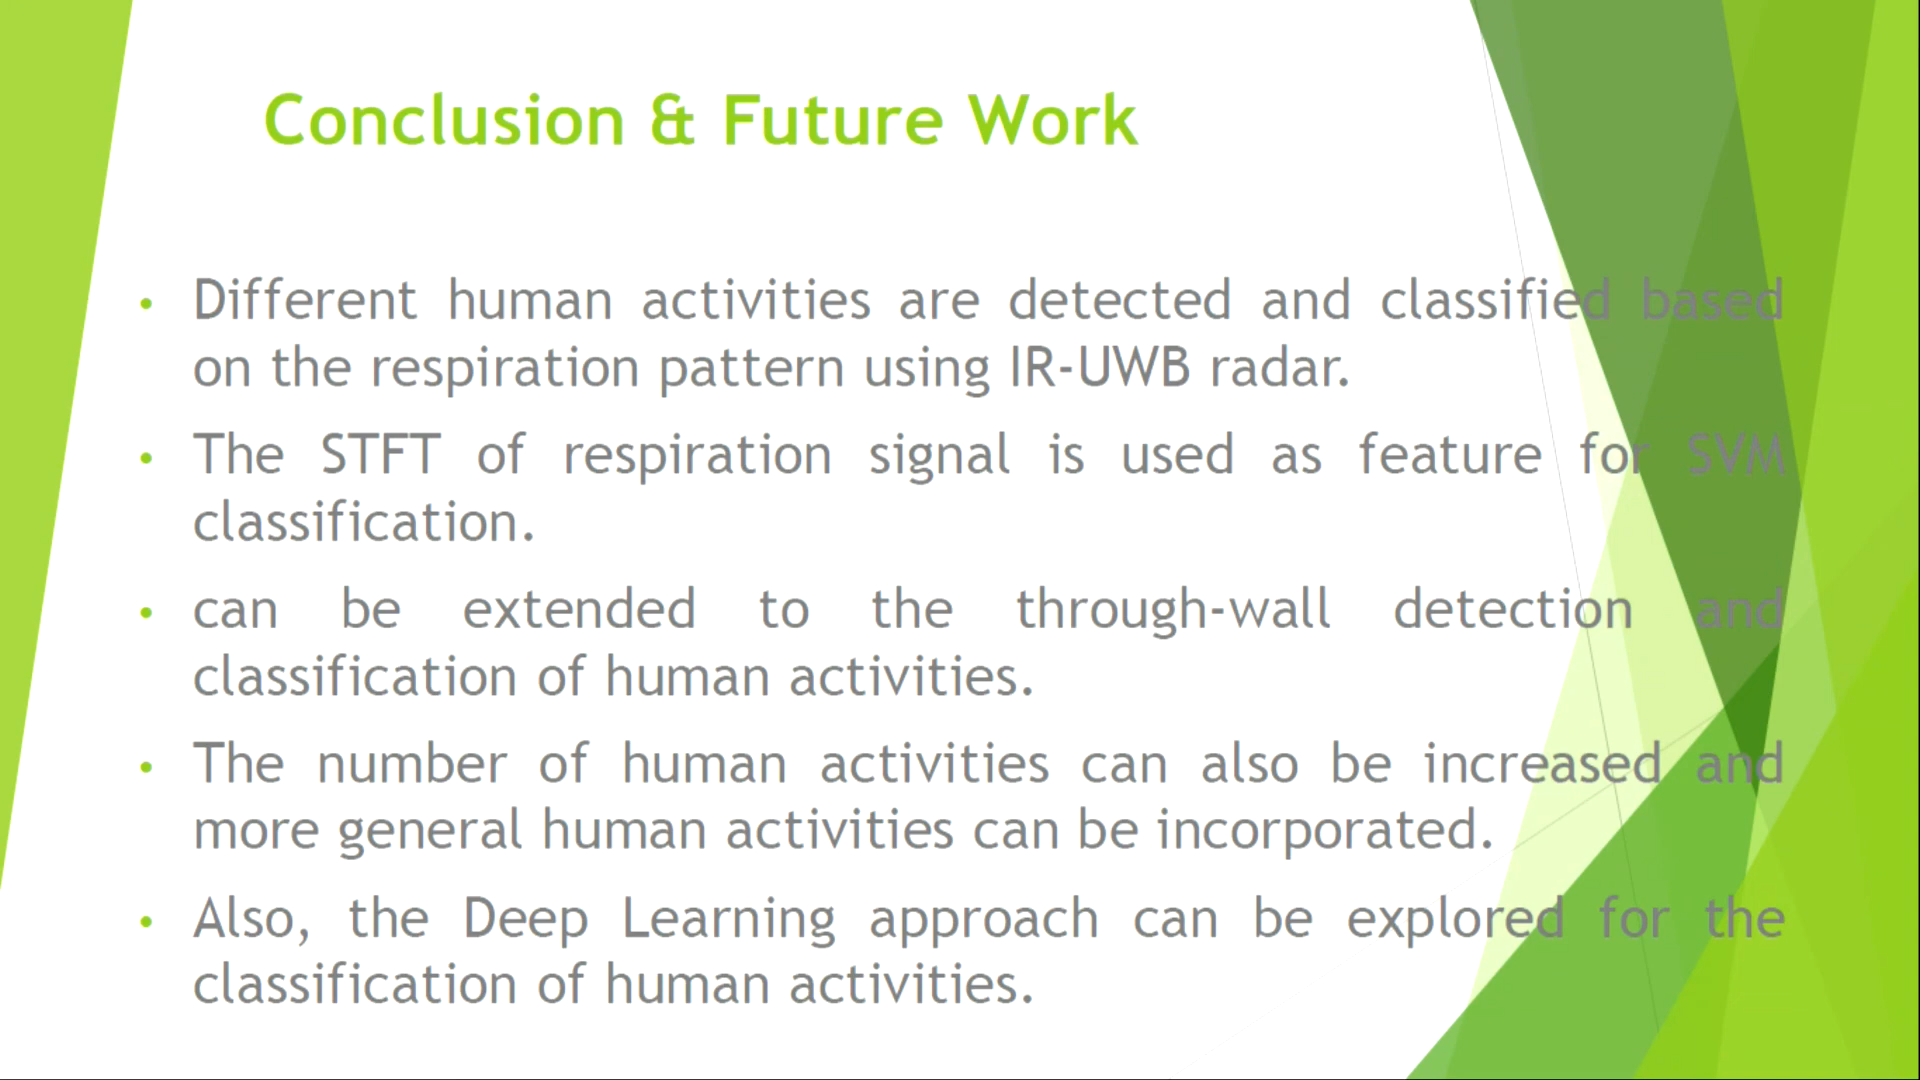 Conclusion & Future Work
• Different human activities are detected and classified based
on the respiration pattern using IR-UWB radar.
• The STFT of respiration signal is used as feature for SVM
classification.
• can be extended to the through-wall detection and
classification of human activities.
• The number of human activities can also be increased and
more general human activities can be incorporated.
• Also, the Deep Learning approach can be explored for the
classification of human activities.